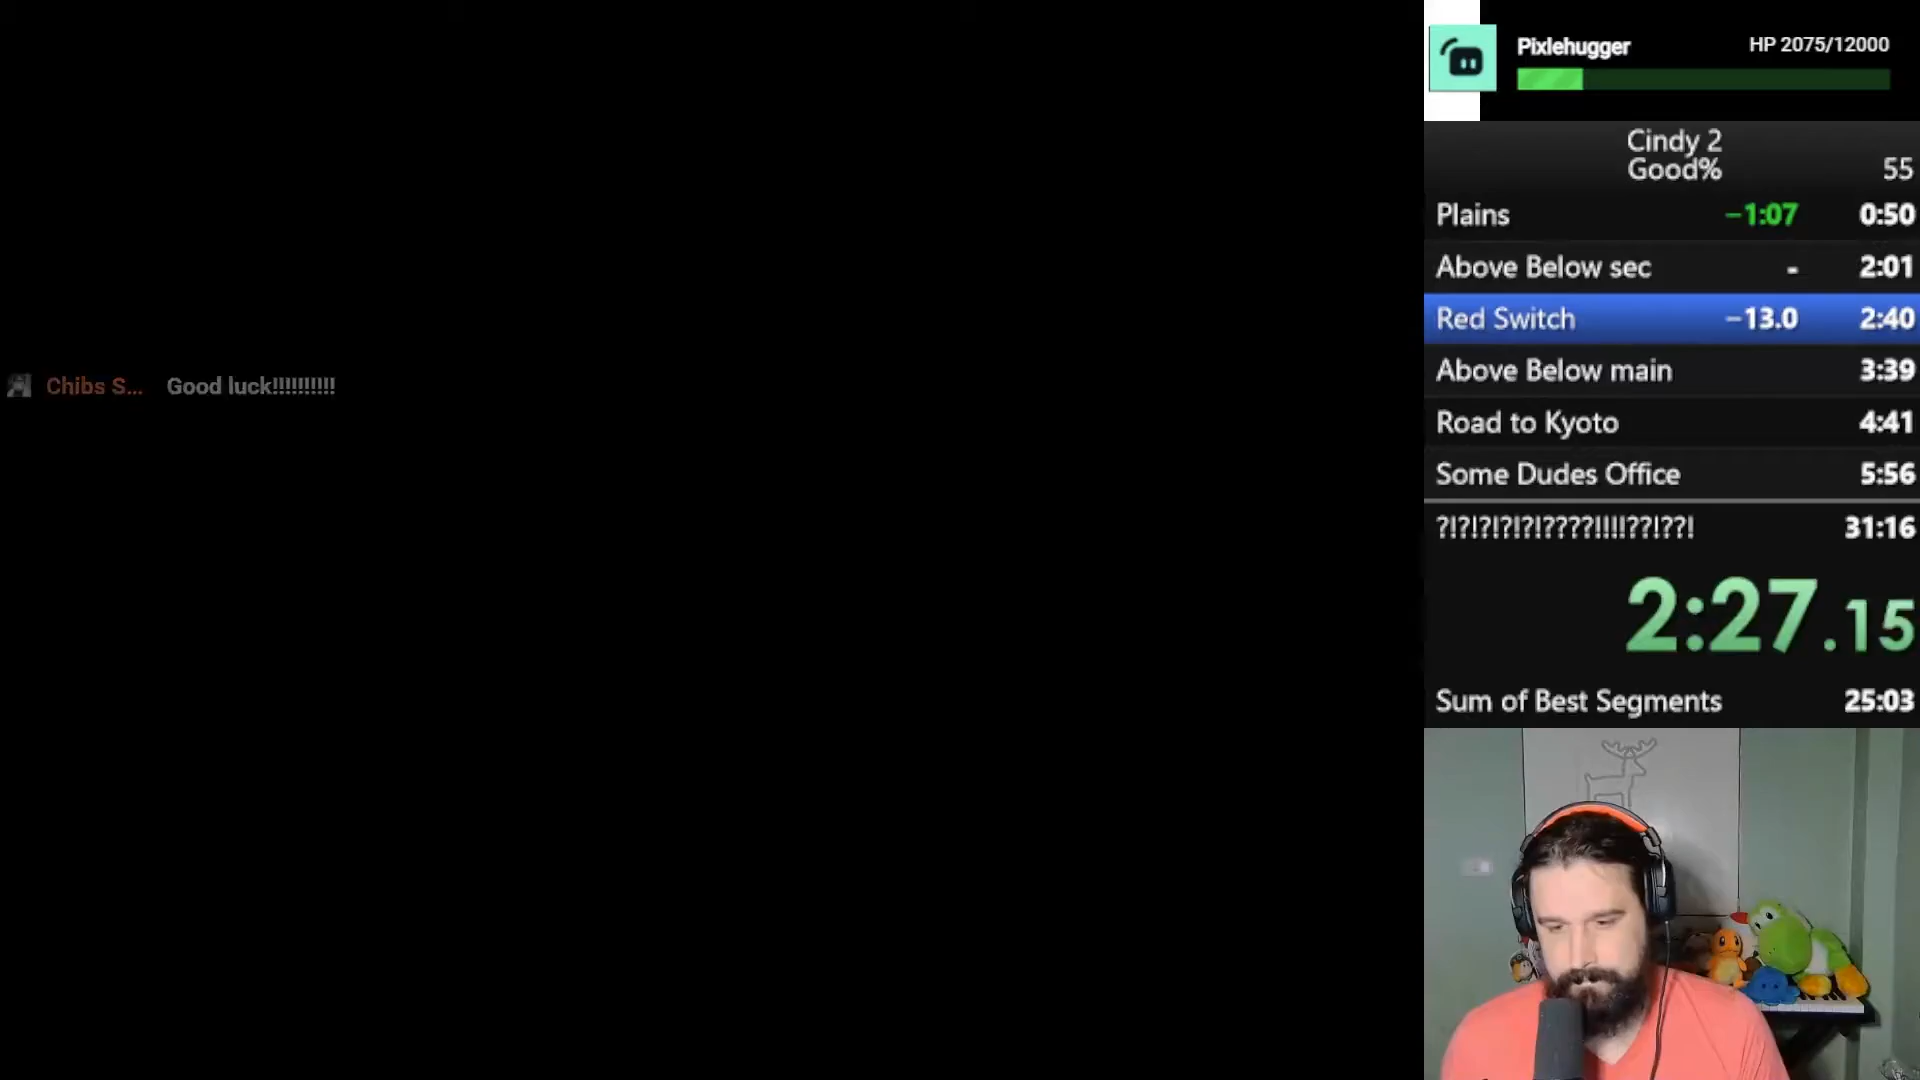 Chibs S... Good luck!!!!!!!!!!
Pixlehugger HP 2075/12000
Cindy 2
Good% 55
Plains −1:07 0:50
Above Below sec - 2:01
Red Switch −13.0 2:40
Above Below main 3:39
Road to Kyoto 4:41
Some Dudes Office 5:56
?!?!?!?!?!????!!!!??!??! 31:16
2:27.15
Sum of Best Segments 25:03